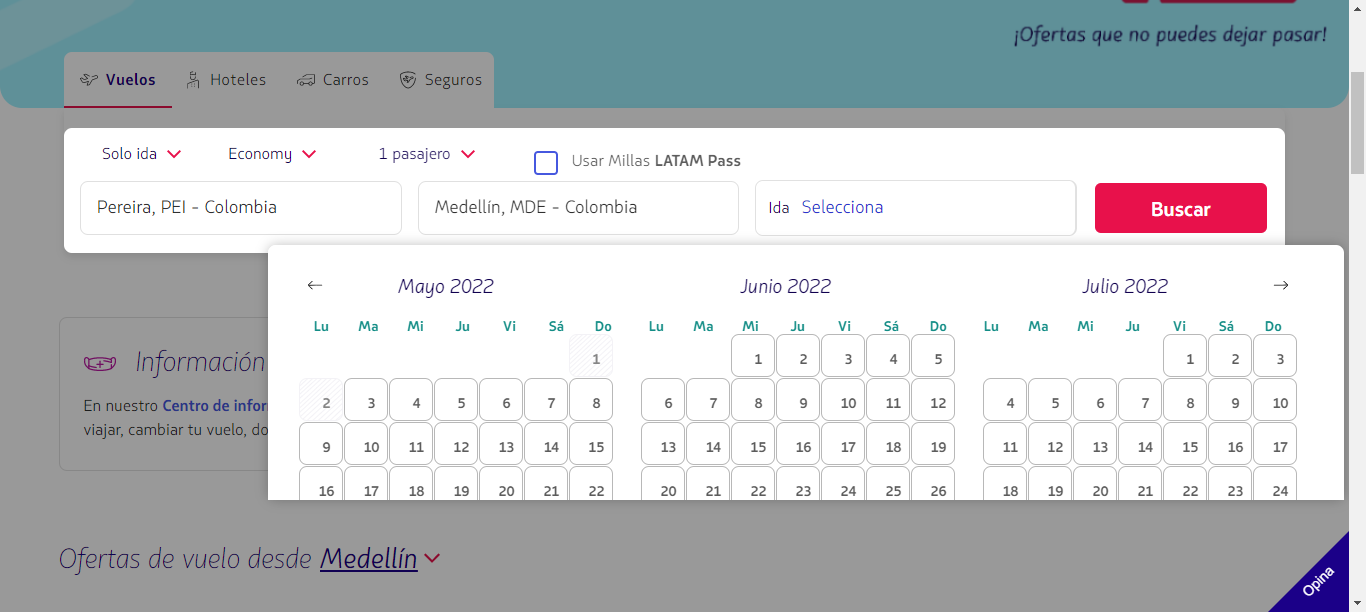 ¡Ofertas que no puedes dejar pasar!
Vuelos Hoteles Carros Seguros
Solo ida Economy 1 pasajero Usar Millas LATAM Pass
Pereira, PEI - Colombia Medellín, MDE - Colombia Ida Selecciona Buscar
Mayo 2022 Junio 2022 Julio 2022
Lu Ma Mi Ju Vi Sá Do Lu Ma Mi Ju Vi Sá Do Lu Ma Mi Ju Vi Sá Do
1 1 2 3 4 5 1 2 3
2 3 4 5 6 7 8 6 7 8 9 10 11 12 4 5 6 7 8 9 10
9 10 11 12 13 14 15 13 14 15 16 17 18 19 11 12 13 14 15 16 17
16 17 18 19 20 21 22 20 21 22 23 24 25 26 18 19 20 21 22 23 24
Información
En nuestro Centro de infor
viajar, cambiar tu vuelo, do
Ofertas de vuelo desde Medellín
Opina